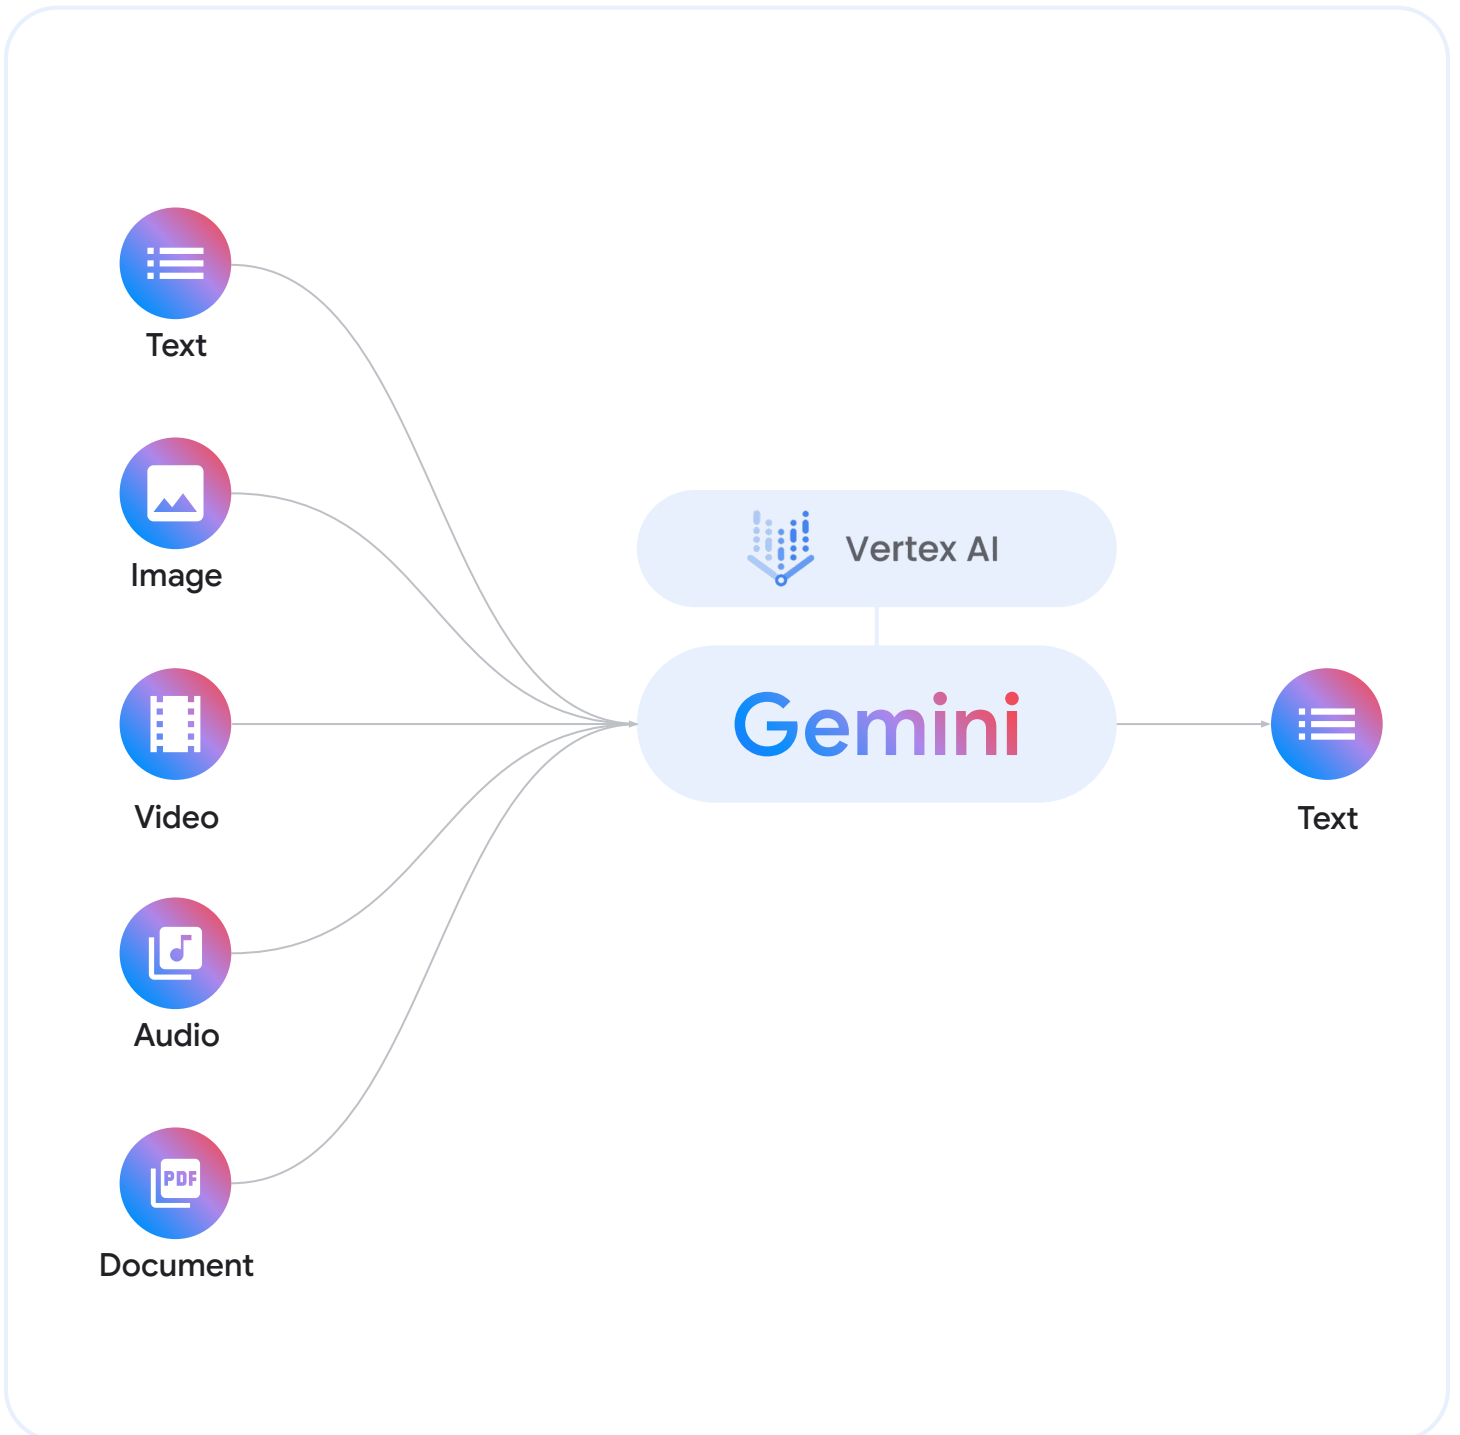 Text
Image
Video
Audio
PDF
Document
Vertex AI
Gemini
Text